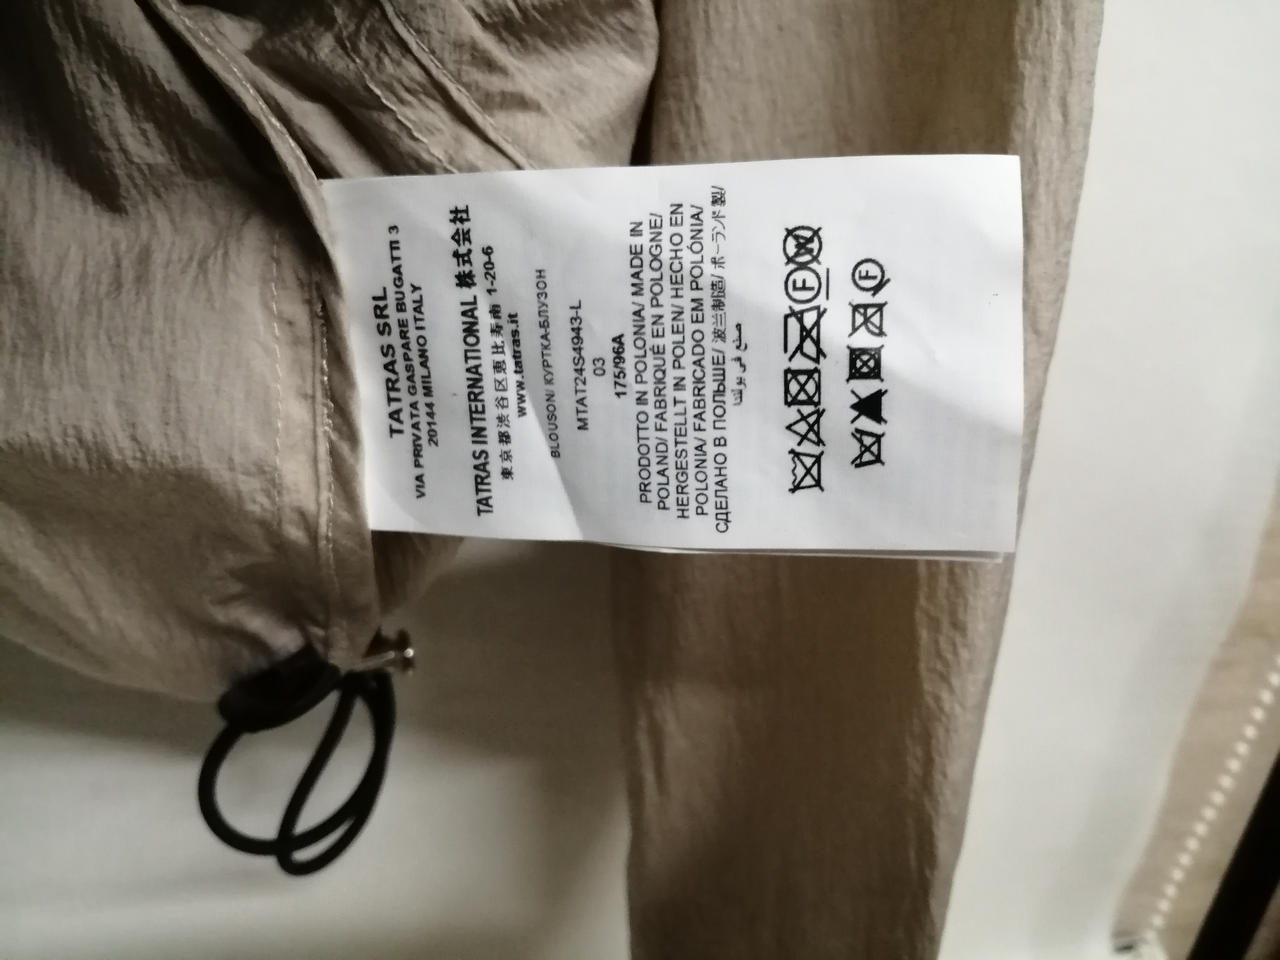 TATRAS SRL
VIA PRIVATA GASPARE BUGATTI 3
20144 MILANO ITALY
TATRAS INTERNATIONAL 株式会社
東京都渋谷区恵比寿南 1-20-6
www.tatras.it
BLOUSON/ КУРТКА-БЛУЗОН
MTAT24S4943-L
03
175/96A
PRODOTTO IN POLONIA/ MADE IN
POLAND/ FABRIQUÉ EN POLOGNE/
HERGESTELLT IN POLEN/ HECHO EN
POLONIA/ FABRICADO EM POLÓNIA/
СДЕЛАНО В ПОЛЬШЕ/ 波兰制造/ ポーランド製/
صنع في بولندا
F W
F